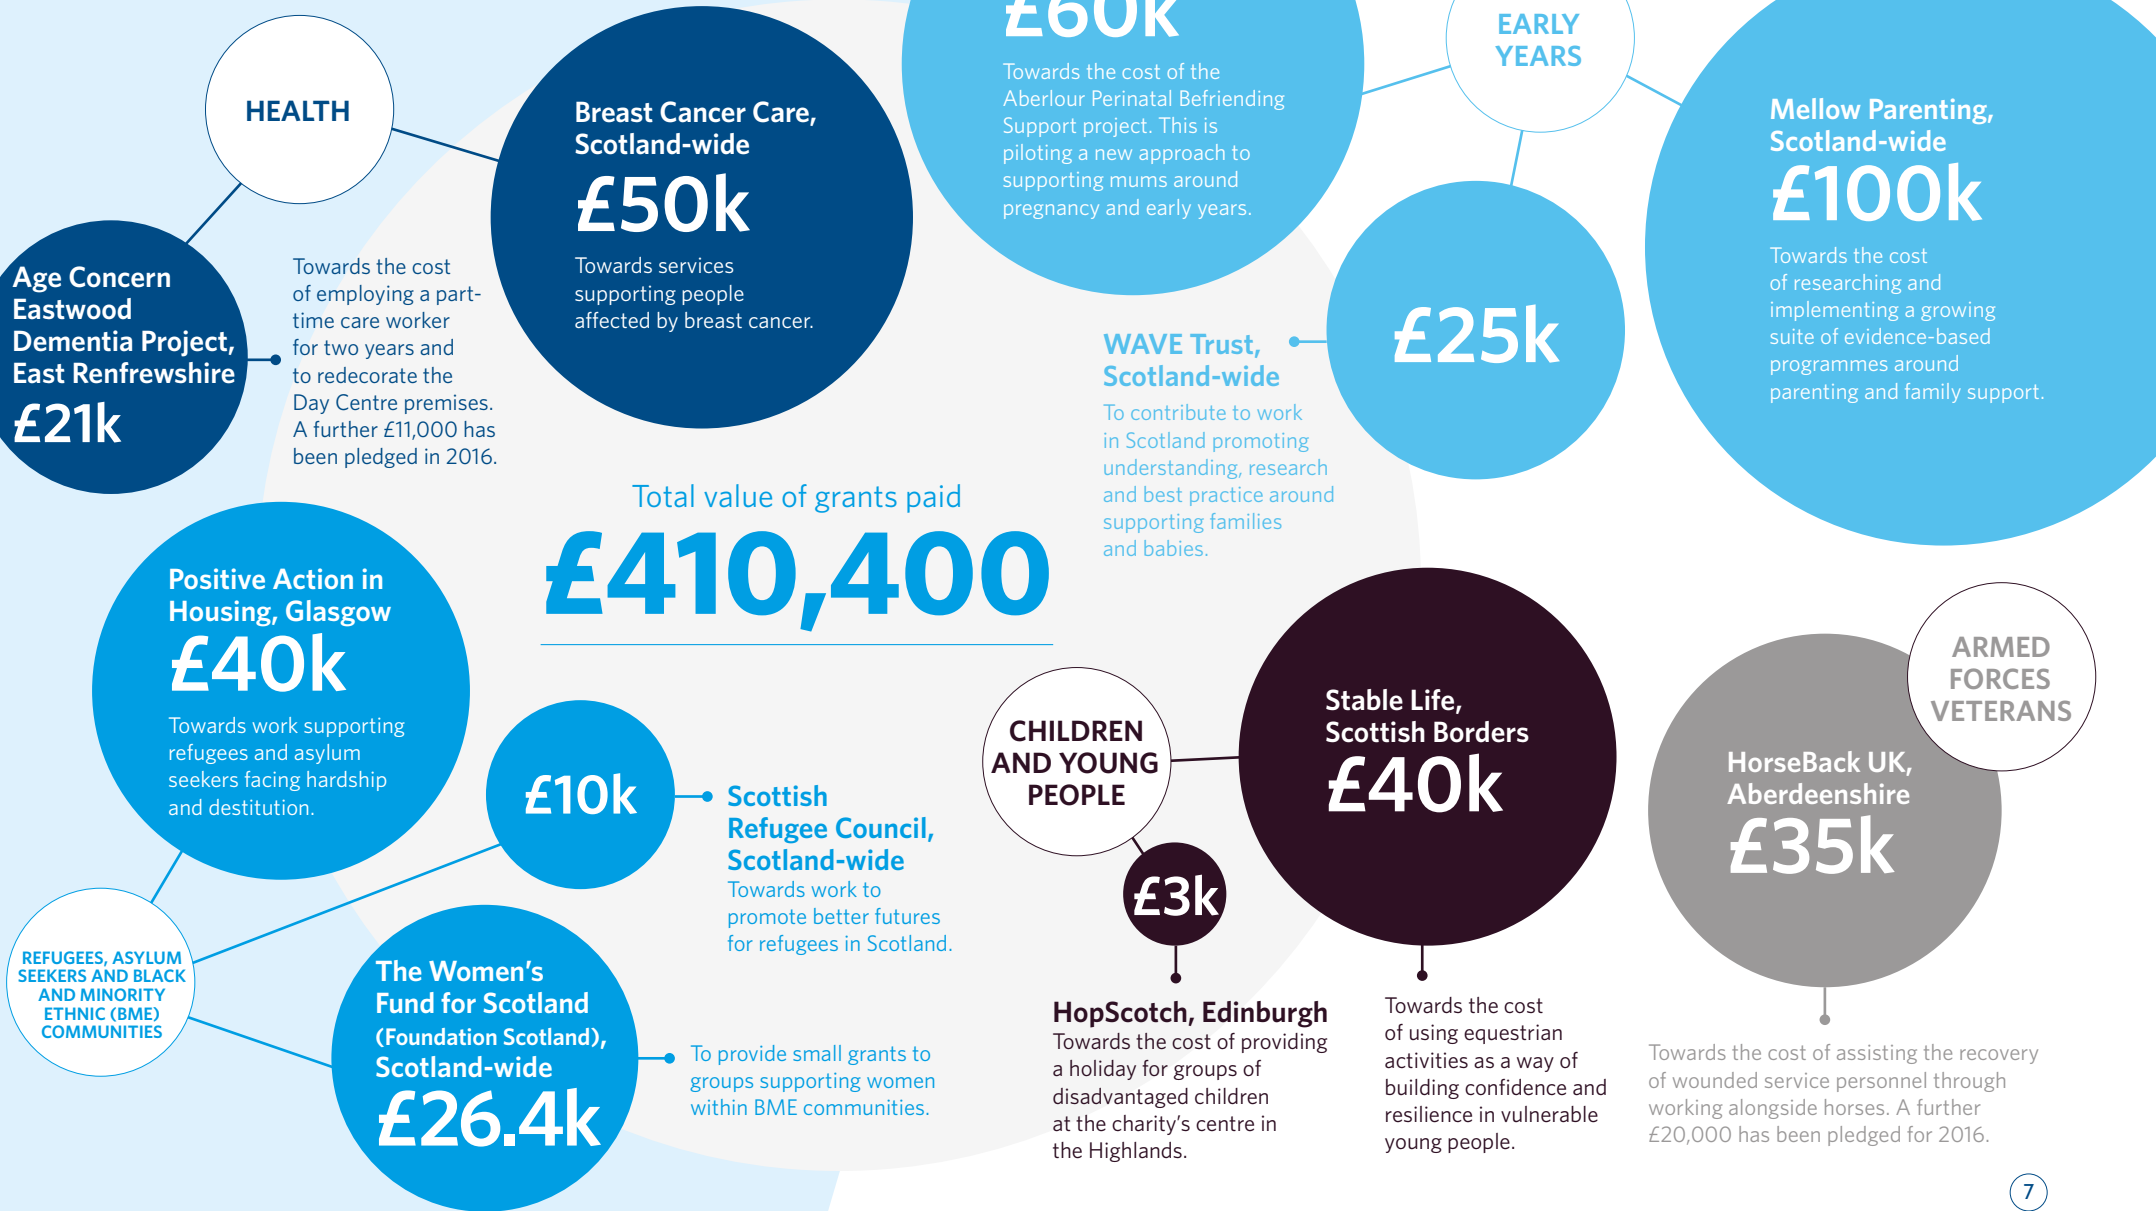 HEALTH
Breast Cancer Care,
Scotland-wide
£50k
Towards services
supporting people
affected by breast cancer.
Age Concern
Eastwood
Dementia Project,
East Renfrewshire
£21k
Towards the cost
of employing a part-
time care worker
for two years and
to redecorate the
Day Centre premises.
A further £11,000 has
been pledged in 2016.
£60k
Towards the cost of the
Aberlour Perinatal Befriending
Support project. This is
piloting a new approach to
supporting mums around
pregnancy and early years.
EARLY
YEARS
Mellow Parenting,
Scotland-wide
£100k
Towards the cost
of researching and
implementing a growing
suite of evidence-based
programmes around
parenting and family support.
£25k
WAVE Trust,
Scotland-wide
To contribute to work
in Scotland promoting
understanding, research
and best practice around
supporting families
and babies.
Total value of grants paid
£410,400
Positive Action in
Housing, Glasgow
£40k
Towards work supporting
refugees and asylum
seekers facing hardship
and destitution.
£10k
Scottish
Refugee Council,
Scotland-wide
Towards work to
promote better futures
for refugees in Scotland.
REFUGEES, ASYLUM
SEEKERS AND BLACK
AND MINORITY
ETHNIC (BME)
COMMUNITIES
The Women's
Fund for Scotland
(Foundation Scotland),
Scotland-wide
£26.4k
To provide small grants to
groups supporting women
within BME communities.
CHILDREN
AND YOUNG
PEOPLE
Stable Life,
Scottish Borders
£40k
Towards the cost
of using equestrian
activities as a way of
building confidence and
resilience in vulnerable
young people.
£3k
HopScotch, Edinburgh
Towards the cost of providing
a holiday for groups of
disadvantaged children
at the charity's centre in
the Highlands.
ARMED
FORCES
VETERANS
HorseBack UK,
Aberdeenshire
£35k
Towards the cost of assisting the recovery
of wounded service personnel through
working alongside horses. A further
£20,000 has been pledged for 2016.
7